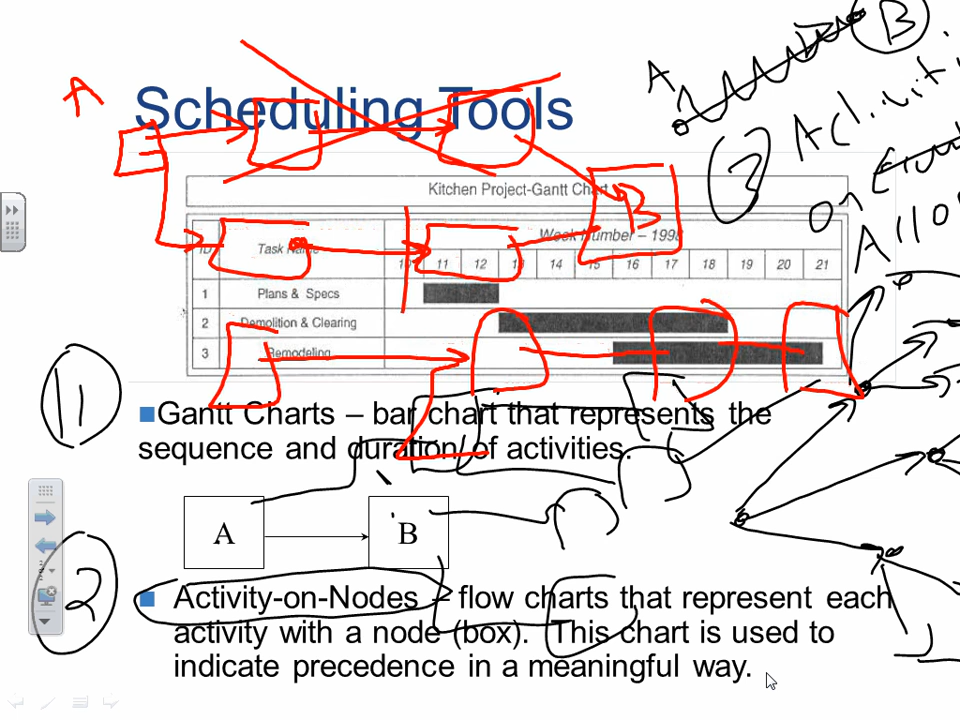 B
A
A
Scheduling Tools
3 Activiti
on
Kitchen Project-Gantt Chart
B
ID Task Name Week Number – 1998
10 11 12 13 14 15 16 17 18 19 20 21
1 Plans & Specs
2 Demolition & Clearing
3 Remodeling
1
Gantt Charts – bar chart that represents the
sequence and duration of activities.
A B
2
Activity-on-Nodes – flow charts that represent each
activity with a node (box). This chart is used to
indicate precedence in a meaningful way.